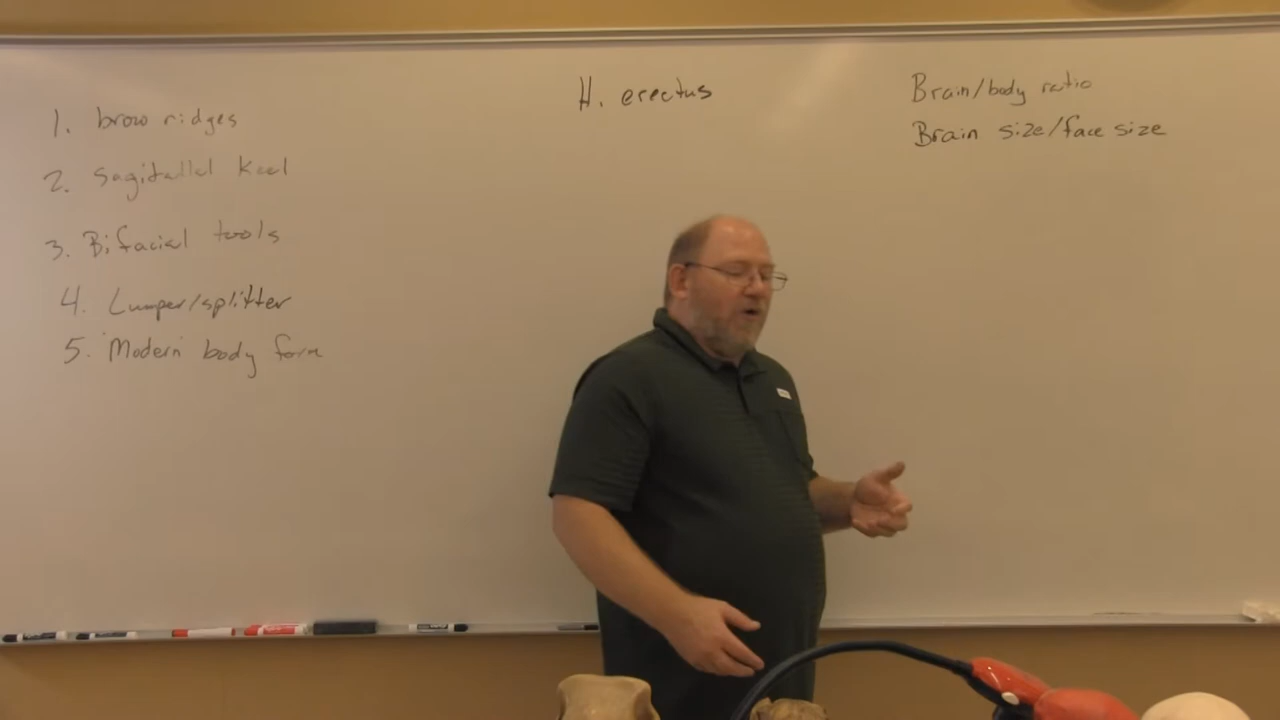 1. brow ridges
2. Sagitallal Keel
3. Bifacial tools
4. Lumper/splitter
5. "Modern" body form
H. erectus
Brain/body ratio
Brain size/face size